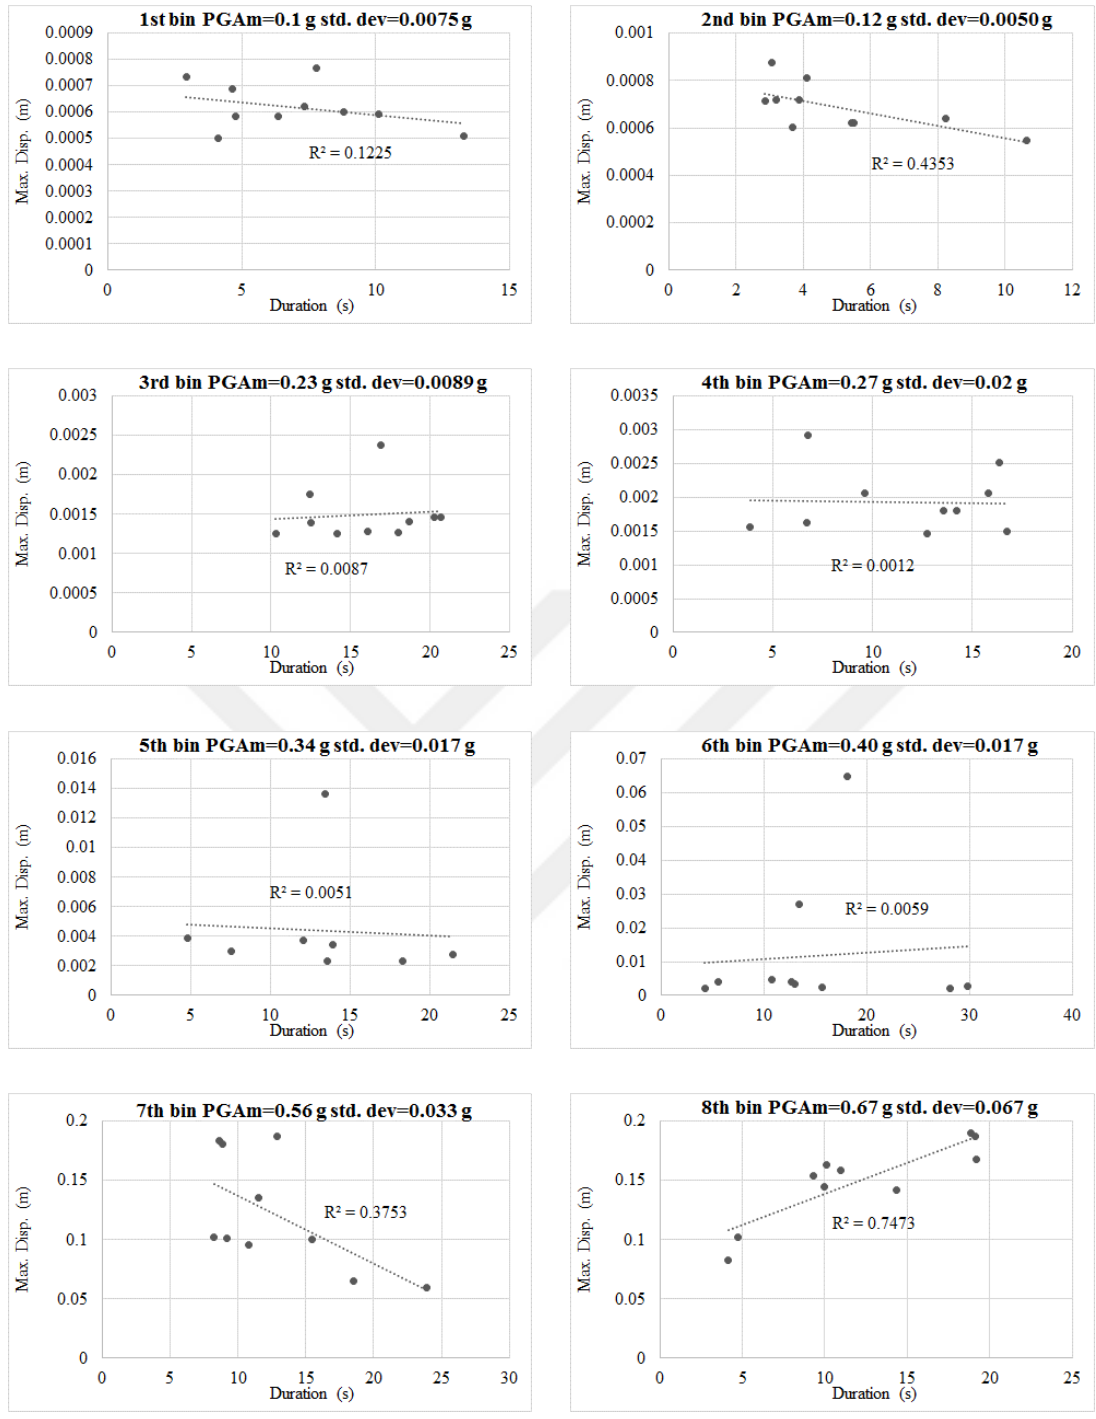 1st bin PGAm=0.1 g std. dev=0.0075 g
0.0009
0.0008
0.0007
0.0006
0.0005
0.0004
0.0003
0.0002
0.0001
0
Max. Disp. (m)
R² = 0.1225
0 5 10 15
Duration (s)
2nd bin PGAm=0.12 g std. dev=0.0050 g
0.001
0.0008
0.0006
0.0004
0.0002
0
Max. Disp. (m)
R² = 0.4353
0 2 4 6 8 10 12
Duration (s)
3rd bin PGAm=0.23 g std. dev=0.0089 g
0.003
0.0025
0.002
0.0015
0.001
0.0005
0
Max. Disp. (m)
R² = 0.0087
0 5 10 15 20 25
Duration (s)
4th bin PGAm=0.27 g std. dev=0.02 g
0.0035
0.003
0.0025
0.002
0.0015
0.001
0.0005
0
Max. Disp. (m)
R² = 0.0012
0 5 10 15 20
Duration (s)
5th bin PGAm=0.34 g std. dev=0.017 g
0.016
0.014
0.012
0.01
0.008
0.006
0.004
0.002
0
Max. Disp. (m)
R² = 0.0051
0 5 10 15 20 25
Duration (s)
6th bin PGAm=0.40 g std. dev=0.017 g
0.07
0.06
0.05
0.04
0.03
0.02
0.01
0
Max. Disp. (m)
R² = 0.0059
0 10 20 30 40
Duration (s)
7th bin PGAm=0.56 g std. dev=0.033 g
0.2
0.15
0.1
0.05
0
Max. Disp. (m)
R² = 0.3753
0 5 10 15 20 25 30
Duration (s)
8th bin PGAm=0.67 g std. dev=0.067 g
0.2
0.15
0.1
0.05
0
Max. Disp. (m)
R² = 0.7473
0 5 10 15 20 25
Duration (s)